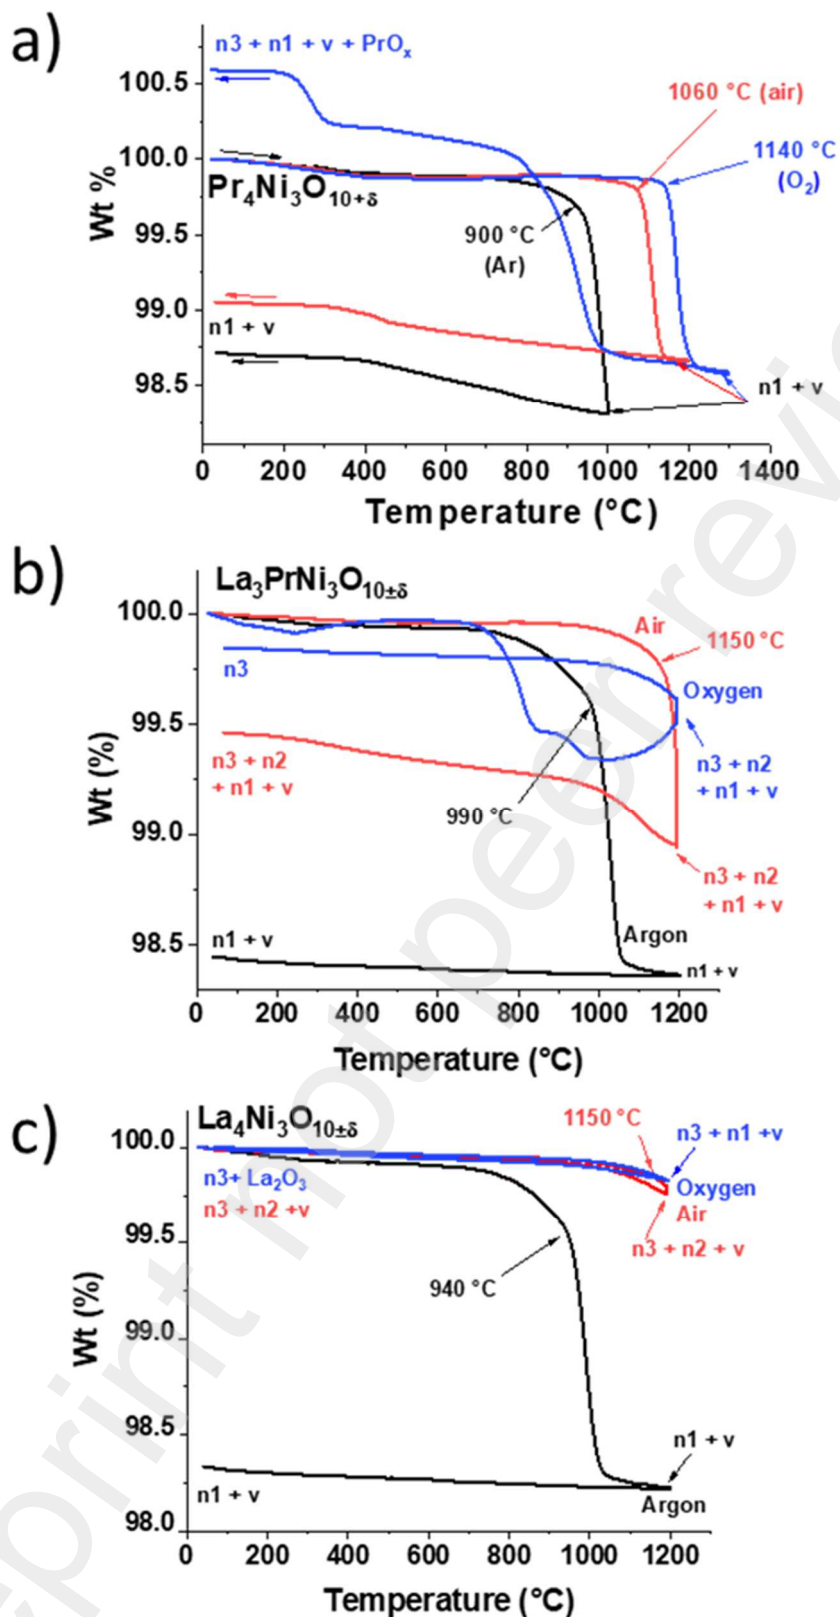 a)
n3 + n1 + v + PrOₓ
100.5
1060 °C (air)
100.0
1140 °C
(O₂)
Pr₄Ni₃O₁₀₊δ
Wt %
99.5
900 °C
(Ar)
99.0
n1 + v
98.5
n1 + v
0 200 400 600 800 1000 1200 1400
Temperature (°C)
b)
La₃PrNi₃O₁₀±δ
100.0
Air
1150 °C
n3
Oxygen
99.5
n3 + n2
+ n1 + v
n3 + n2
+ n1 + v
Wt (%)
990 °C
99.0
n3 + n2
+ n1 + v
98.5
n1 + v
Argon
n1 + v
0 200 400 600 800 1000 1200
Temperature (°C)
c)
La₄Ni₃O₁₀±δ
1150 °C
n3 + n1 +v
100.0
n3+ La₂O₃
Oxygen
n3 + n2 +v
Air
99.5
n3 + n2 + v
940 °C
Wt (%)
99.0
98.5
n1 + v
n1 + v
Argon
98.0
0 200 400 600 800 1000 1200
Temperature (°C)
eprint not peer revie